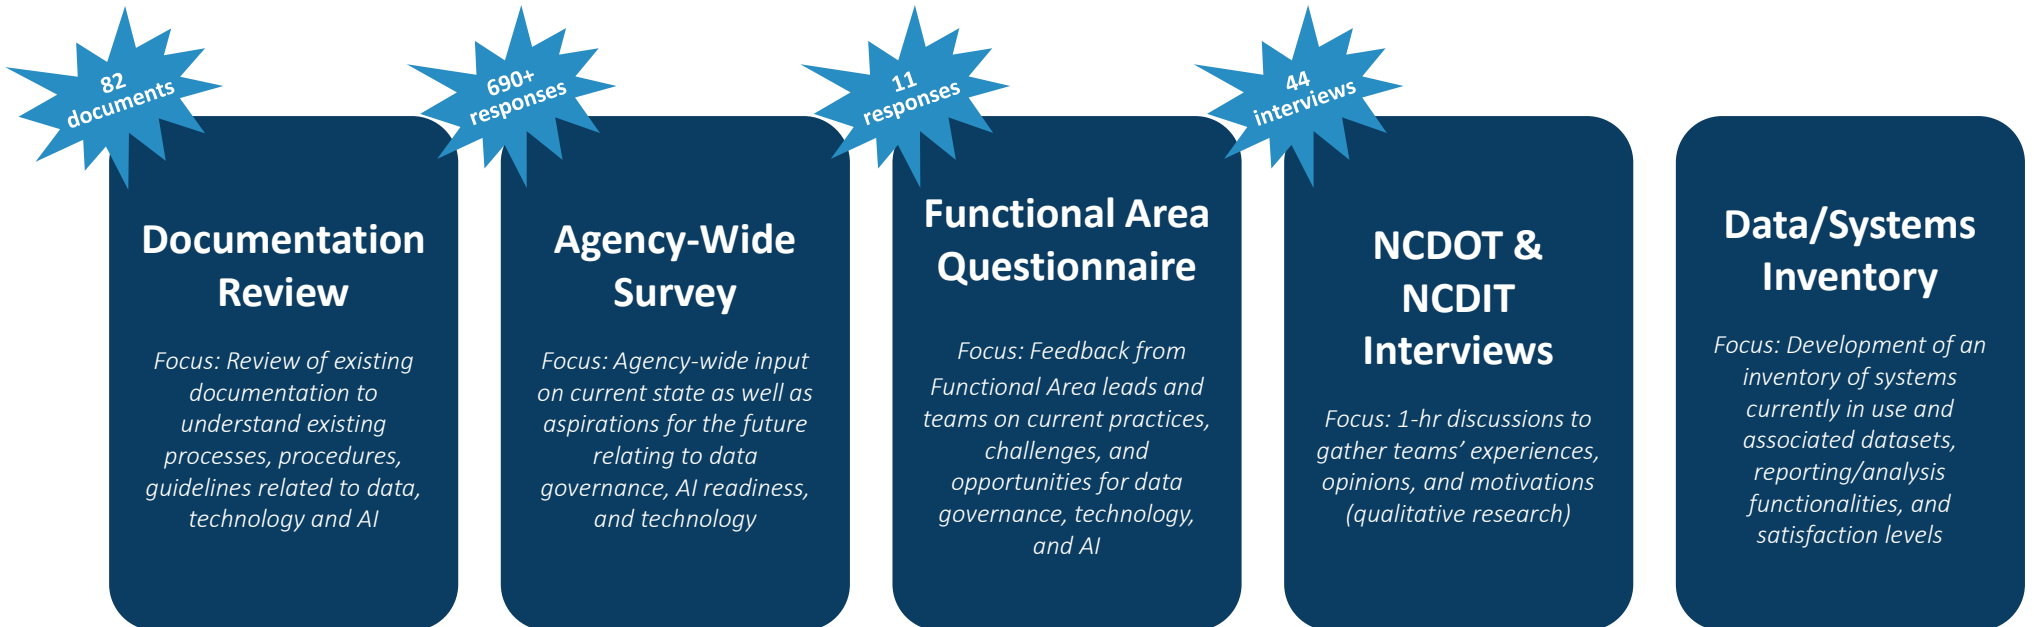 82
documents
Documentation
Review
Focus: Review of existing
documentation to
understand existing
processes, procedures,
guidelines related to data,
technology and AI
690+
responses
Agency-Wide
Survey
Focus: Agency-wide input
on current state as well as
aspirations for the future
relating to data
governance, AI readiness,
and technology
11
responses
Functional Area
Questionnaire
Focus: Feedback from
Functional Area leads and
teams on current practices,
challenges, and
opportunities for data
governance, technology,
and AI
44
interviews
NCDOT &
NCDIT
Interviews
Focus: 1-hr discussions to
gather teams’ experiences,
opinions, and motivations
(qualitative research)
Data/Systems
Inventory
Focus: Development of an
inventory of systems
currently in use and
associated datasets,
reporting/analysis
functionalities, and
satisfaction levels